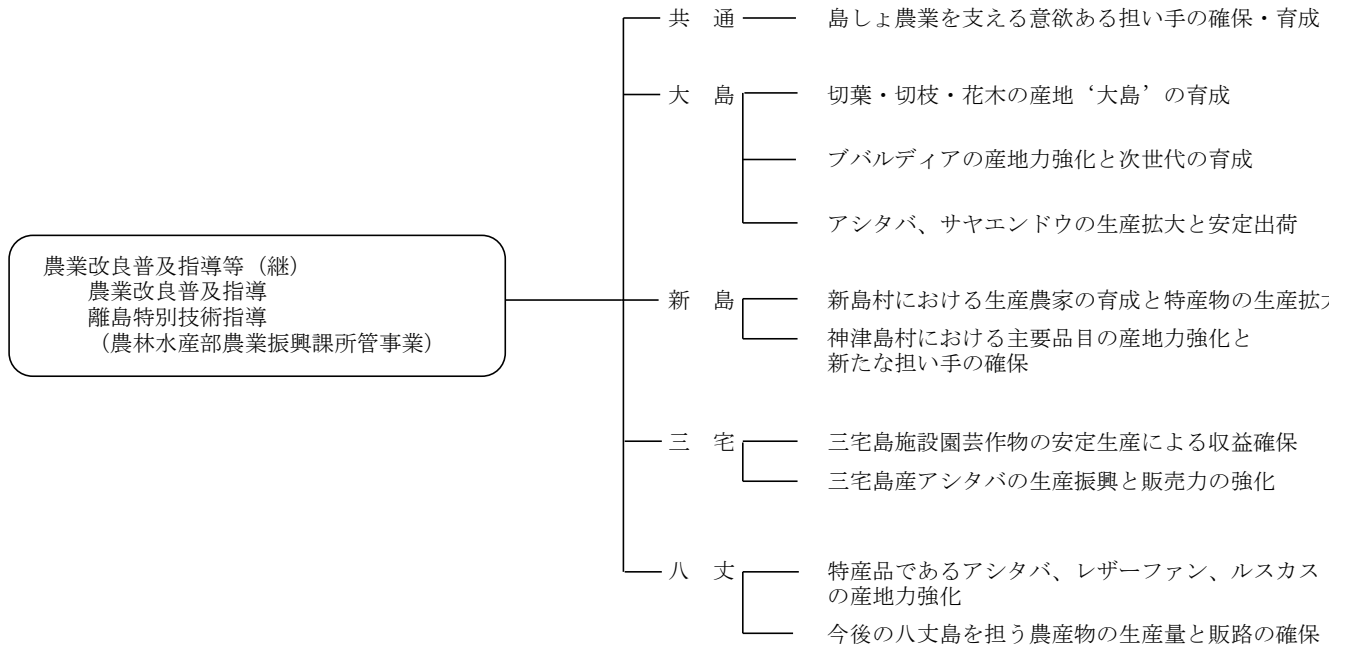 共　通　島しょ農業を支える意欲ある担い手の確保・育成
大　島　切葉・切枝・花木の産地‘大島’の育成
ブバルディアの産地力強化と次世代の育成
アシタバ、サヤエンドウの生産拡大と安定出荷
農業改良普及指導等（継）
農業改良普及指導
離島特別技術指導
（農林水産部農業振興課所管事業）
新　島　新島村における生産農家の育成と特産物の生産拡
神津島村における主要品目の産地力強化と
新たな担い手の確保
三　宅　三宅島施設園芸作物の安定生産による収益確保
三宅島産アシタバの生産振興と販売力の強化
八　丈　特産品であるアシタバ、レザーファン、ルスカス
の産地力強化
今後の八丈島を担う農産物の生産量と販路の確保